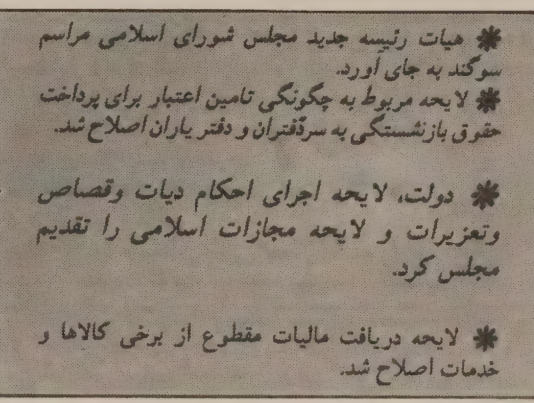 ✱ هیات رئیسه جدید مجلس شورای اسلامی مراسم
سوگند به جای اورد.
✱ لایحه مربوط به چگونگی تامین اعتبار برای پرداخت
حقوق بازنشستگی به سردفتران و دفتر یاران اصلاح شد.
✱ دولت، لایحه اجرای احکام دیات وقصاص
وتعزیرات و لایحه مجازات اسلامی را تقدیم
مجلس کرد.
✱ لایحه دریافت مالیات مقطوع از برخی کالاها و
خدمات اصلاح شد.